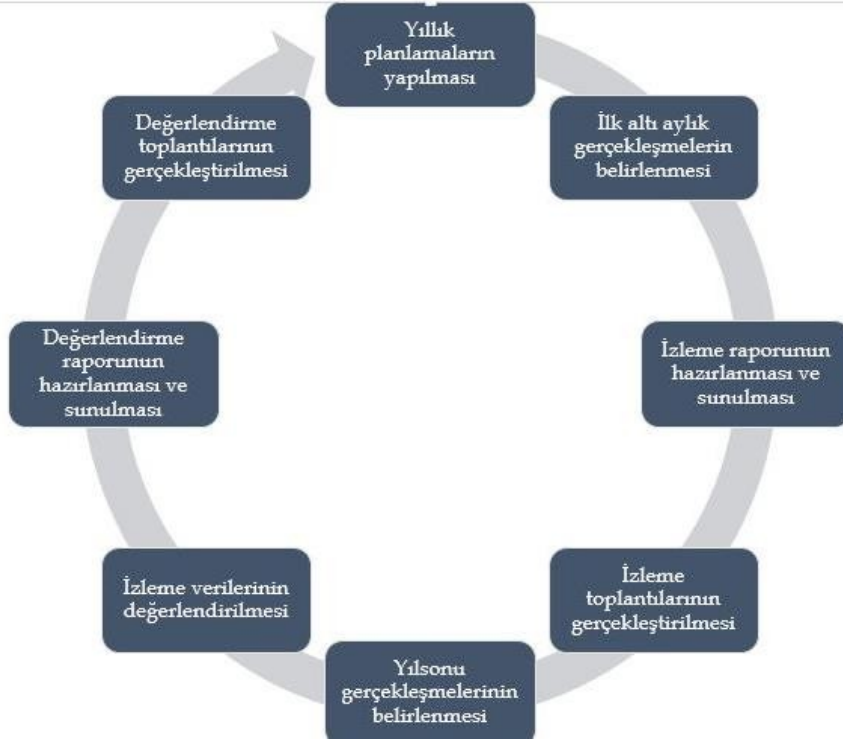 Yıllık
planlamaların
yapılması
İlk altı aylık
gerçekleşmelerin
belirlenmesi
İzleme raporunun
hazırlanması ve
sunulması
İzleme
toplantılarının
gerçekleştirilmesi
Yılsonu
gerçekleşmelerinin
belirlenmesi
İzleme verilerinin
değerlendirilmesi
Değerlendirme
raporunun
hazırlanması ve
sunulması
Değerlendirme
toplantılarının
gerçekleştirilmesi